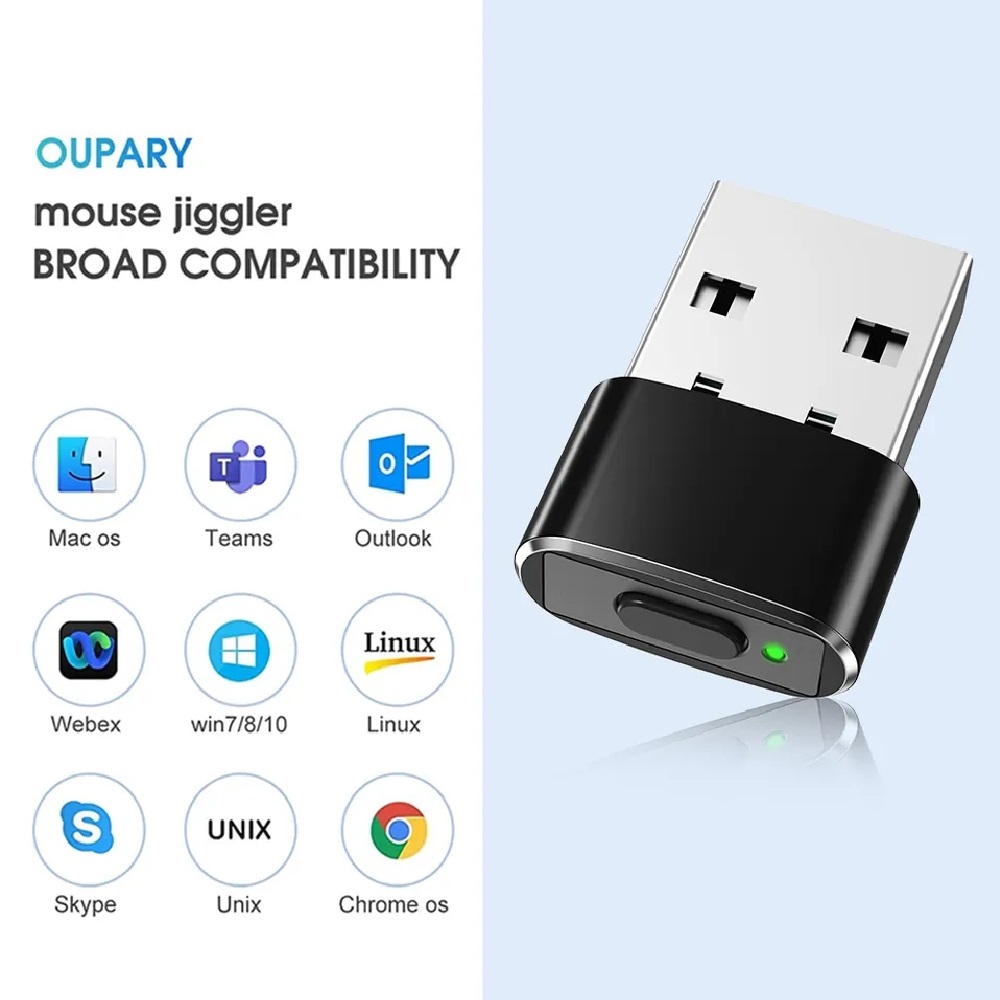 OUPARY
mouse jiggler
BROAD COMPATIBILITY
Mac os
T
Teams
O
Outlook
Webex
win7/8/10
Linux
Linux
S
Skype
UNIX
Unix
Chrome os